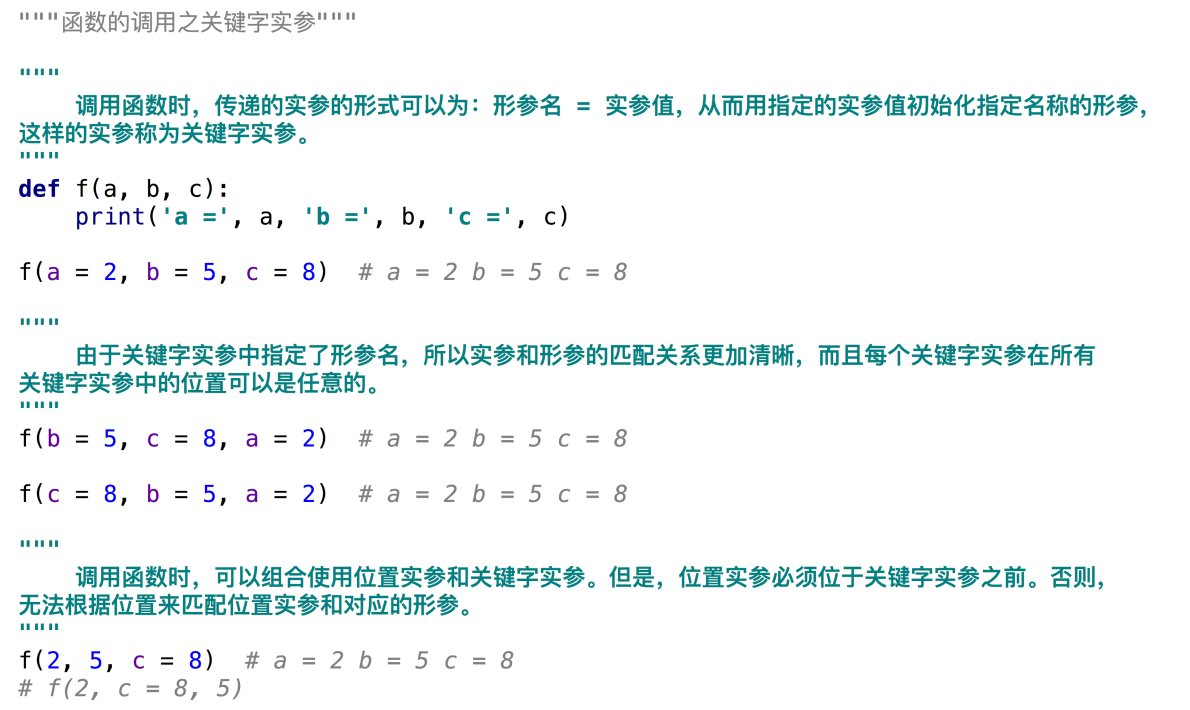 """函数的调用之关键字实参"""
"""
    调用函数时，传递的实参的形式可以为：形参名 = 实参值，从而用指定的实参值初始化指定名称的形参，
这样的实参称为关键字实参。
"""
def f(a, b, c):
    print('a =', a, 'b =', b, 'c =', c)
f(a = 2, b = 5, c = 8)  # a = 2 b = 5 c = 8
"""
    由于关键字实参中指定了形参名，所以实参和形参的匹配关系更加清晰，而且每个关键字实参在所有
关键字实参中的位置可以是任意的。
"""
f(b = 5, c = 8, a = 2)  # a = 2 b = 5 c = 8
f(c = 8, b = 5, a = 2)  # a = 2 b = 5 c = 8
"""
    调用函数时，可以组合使用位置实参和关键字实参。但是，位置实参必须位于关键字实参之前。否则，
无法根据位置来匹配位置实参和对应的形参。
"""
f(2, 5, c = 8)  # a = 2 b = 5 c = 8
# f(2, c = 8, 5)